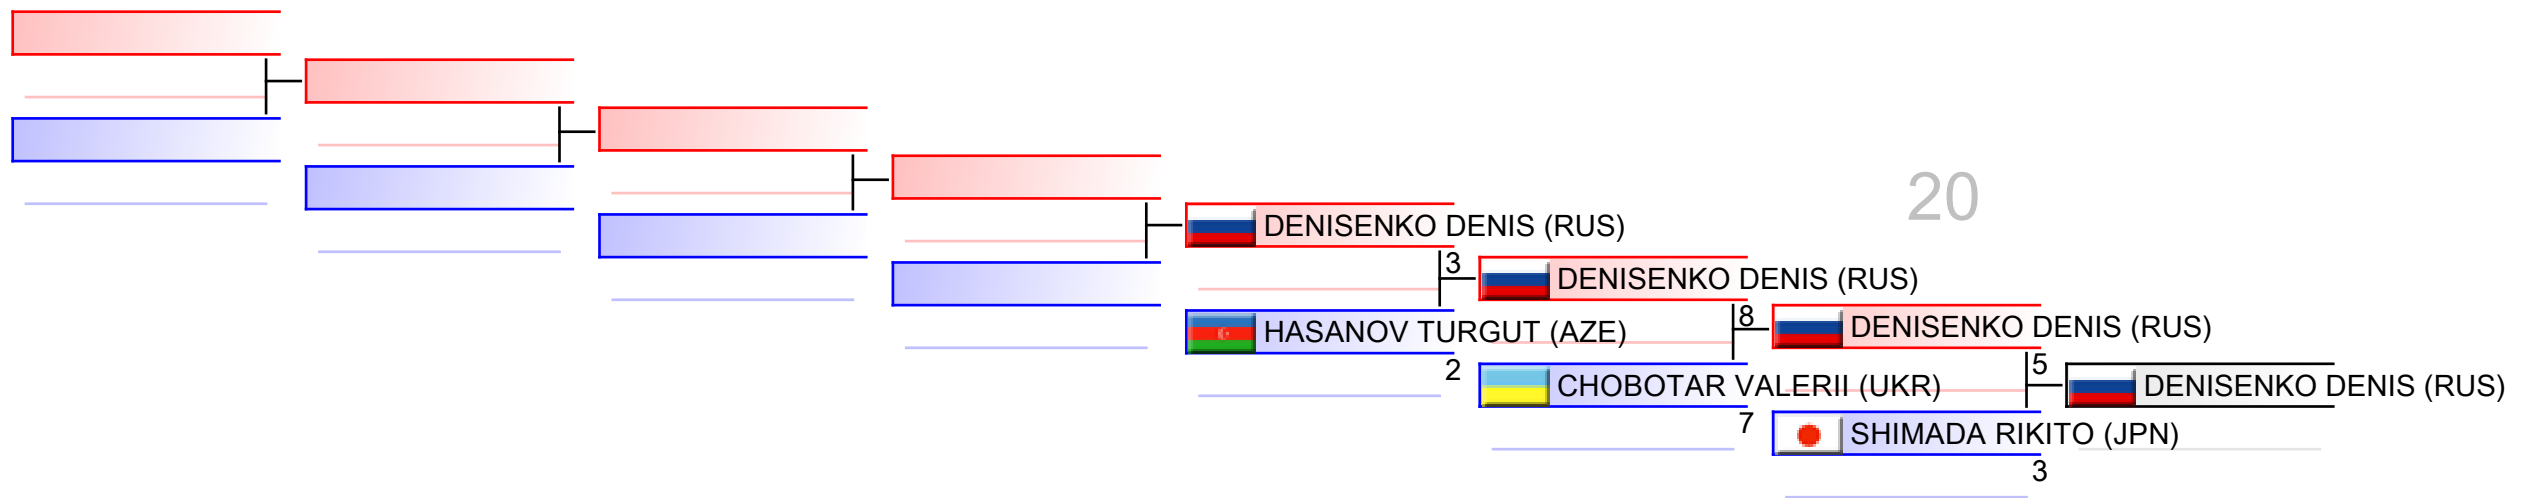 20
DENISENKO DENIS (RUS)
3
DENISENKO DENIS (RUS)
HASANOV TURGUT (AZE)
2
8
DENISENKO DENIS (RUS)
CHOBOTAR VALERII (UKR)
7
5
DENISENKO DENIS (RUS)
SHIMADA RIKITO (JPN)
3